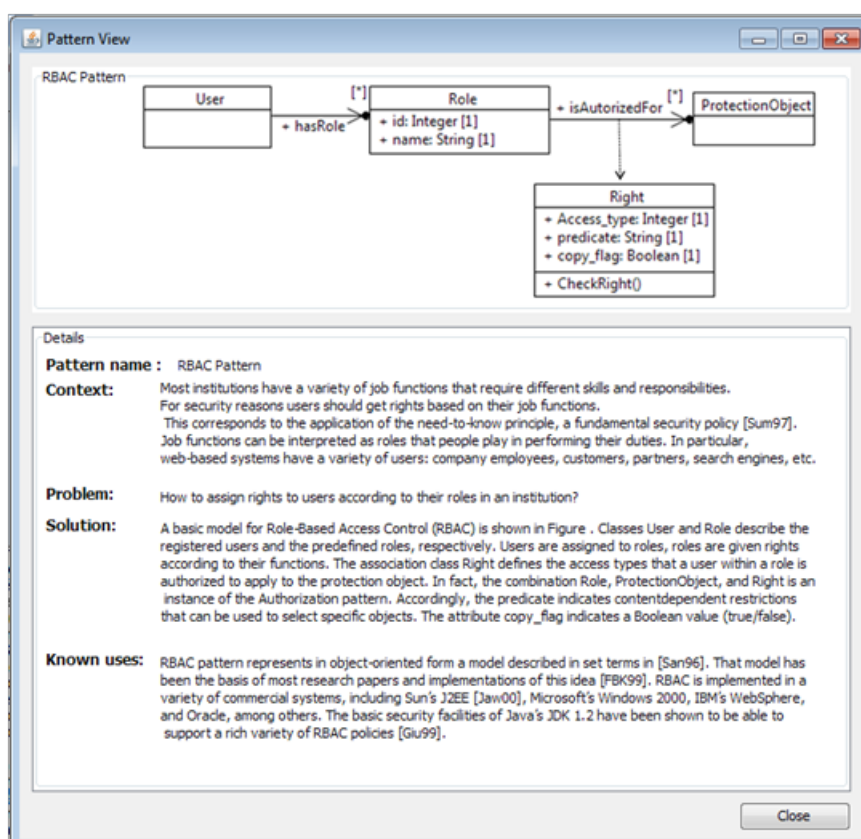 Pattern View
RBAC Pattern
User
+ hasRole
[*]
Role
+ id: Integer [1]
+ name: String [1]
+ isAutorizedFor
[*]
ProtectionObject
Right
+ Access_type: Integer [1]
+ predicate: String [1]
+ copy_flag: Boolean [1]
+ CheckRight()
Details
Pattern name : RBAC Pattern
Context: Most institutions have a variety of job functions that require different skills and responsibilities.
For security reasons users should get rights based on their job functions.
This corresponds to the application of the need-to-know principle, a fundamental security policy [Sum97].
Job functions can be interpreted as roles that people play in performing their duties. In particular,
web-based systems have a variety of users: company employees, customers, partners, search engines, etc.
Problem: How to assign rights to users according to their roles in an institution?
Solution: A basic model for Role-Based Access Control (RBAC) is shown in Figure . Classes User and Role describe the
registered users and the predefined roles, respectively. Users are assigned to roles, roles are given rights
according to their functions. The association class Right defines the access types that a user within a role is
authorized to apply to the protection object. In fact, the combination Role, ProtectionObject, and Right is an
instance of the Authorization pattern. Accordingly, the predicate indicates contentdependent restrictions
that can be used to select specific objects. The attribute copy_flag indicates a Boolean value (true/false).
Known uses: RBAC pattern represents in object-oriented form a model described in set terms in [San96]. That model has
been the basis of most research papers and implementations of this idea [FBK99]. RBAC is implemented in a
variety of commercial systems, including Sun's J2EE [Jaw00], Microsoft's Windows 2000, IBM's WebSphere,
and Oracle, among others. The basic security facilities of Java's JDK 1.2 have been shown to be able to
support a rich variety of RBAC policies [Giu99].
Close